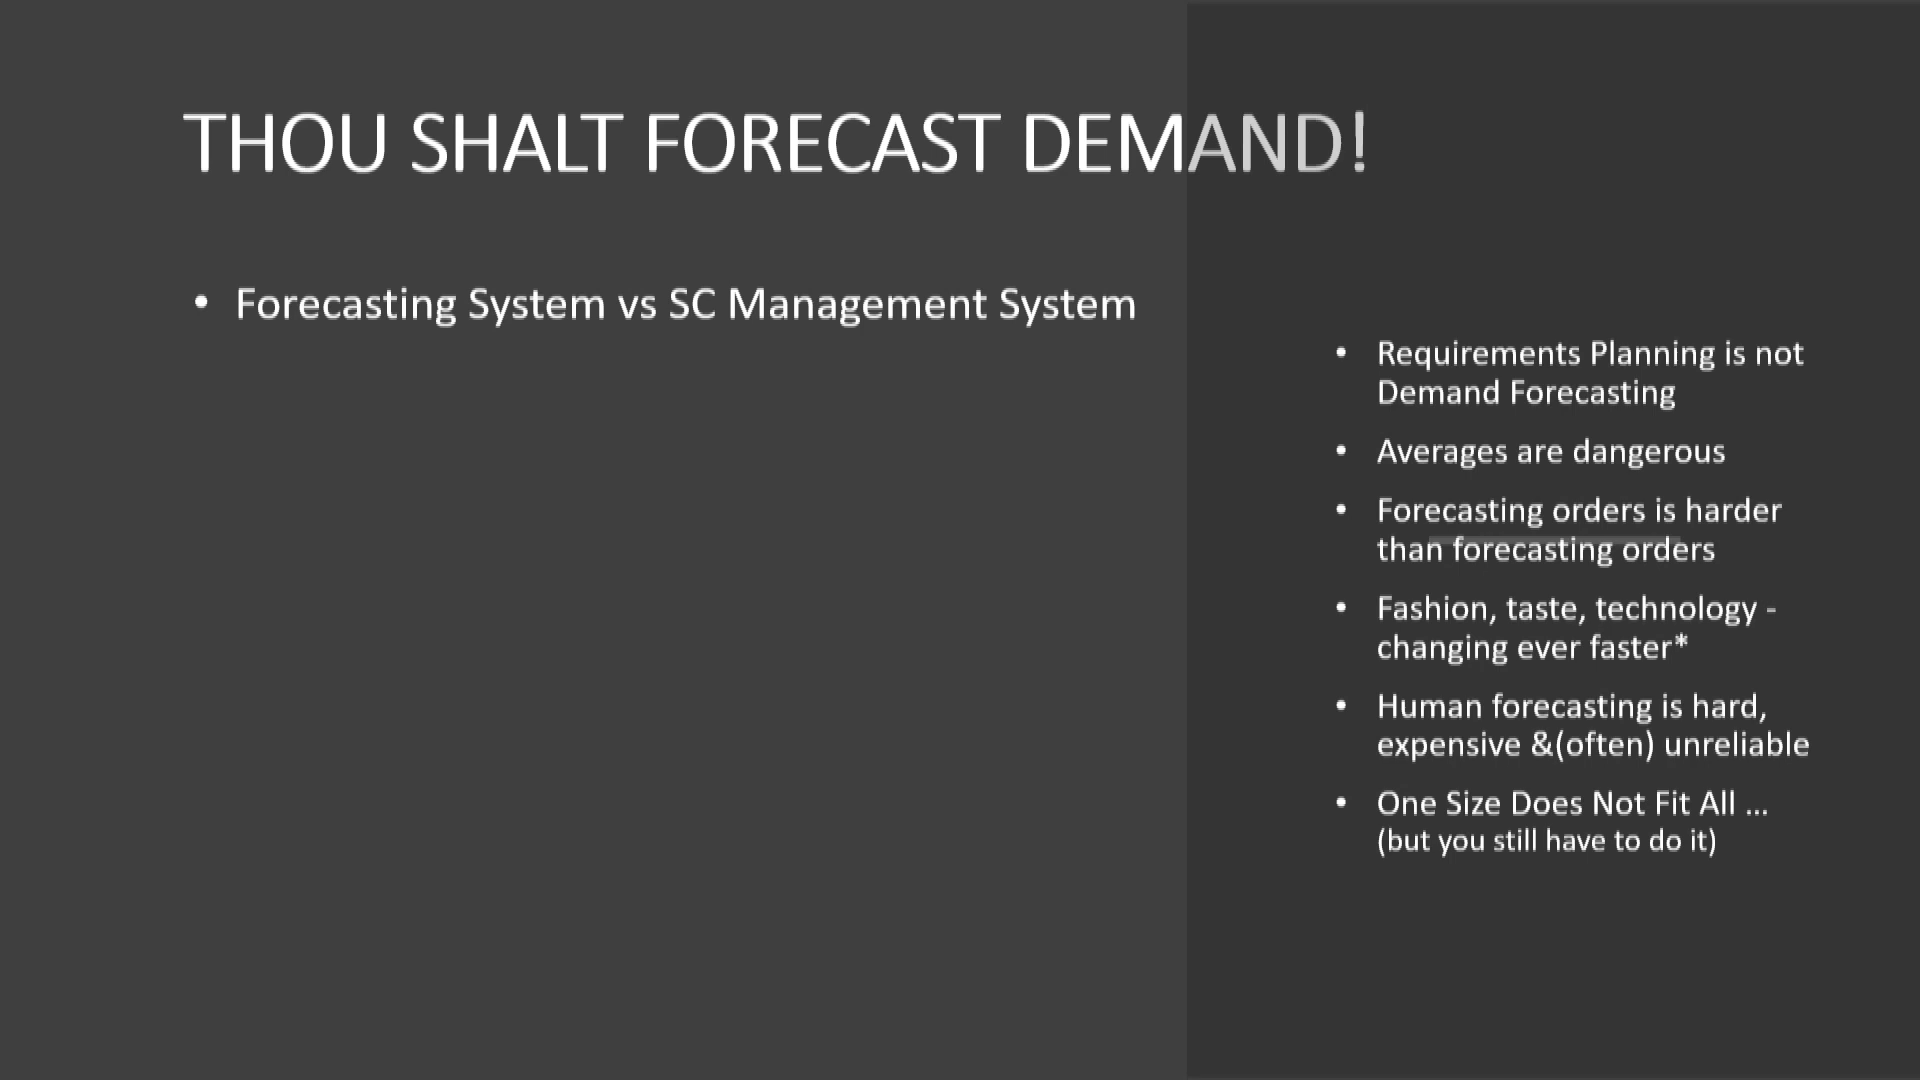 THOU SHALT FORECAST DEMAND!
• Forecasting System vs SC Management System
• Requirements Planning is not
Demand Forecasting
• Averages are dangerous
• Forecasting orders is harder
than forecasting orders
• Fashion, taste, technology -
changing ever faster*
• Human forecasting is hard,
expensive &(often) unreliable
• One Size Does Not Fit All ...
(but you still have to do it)